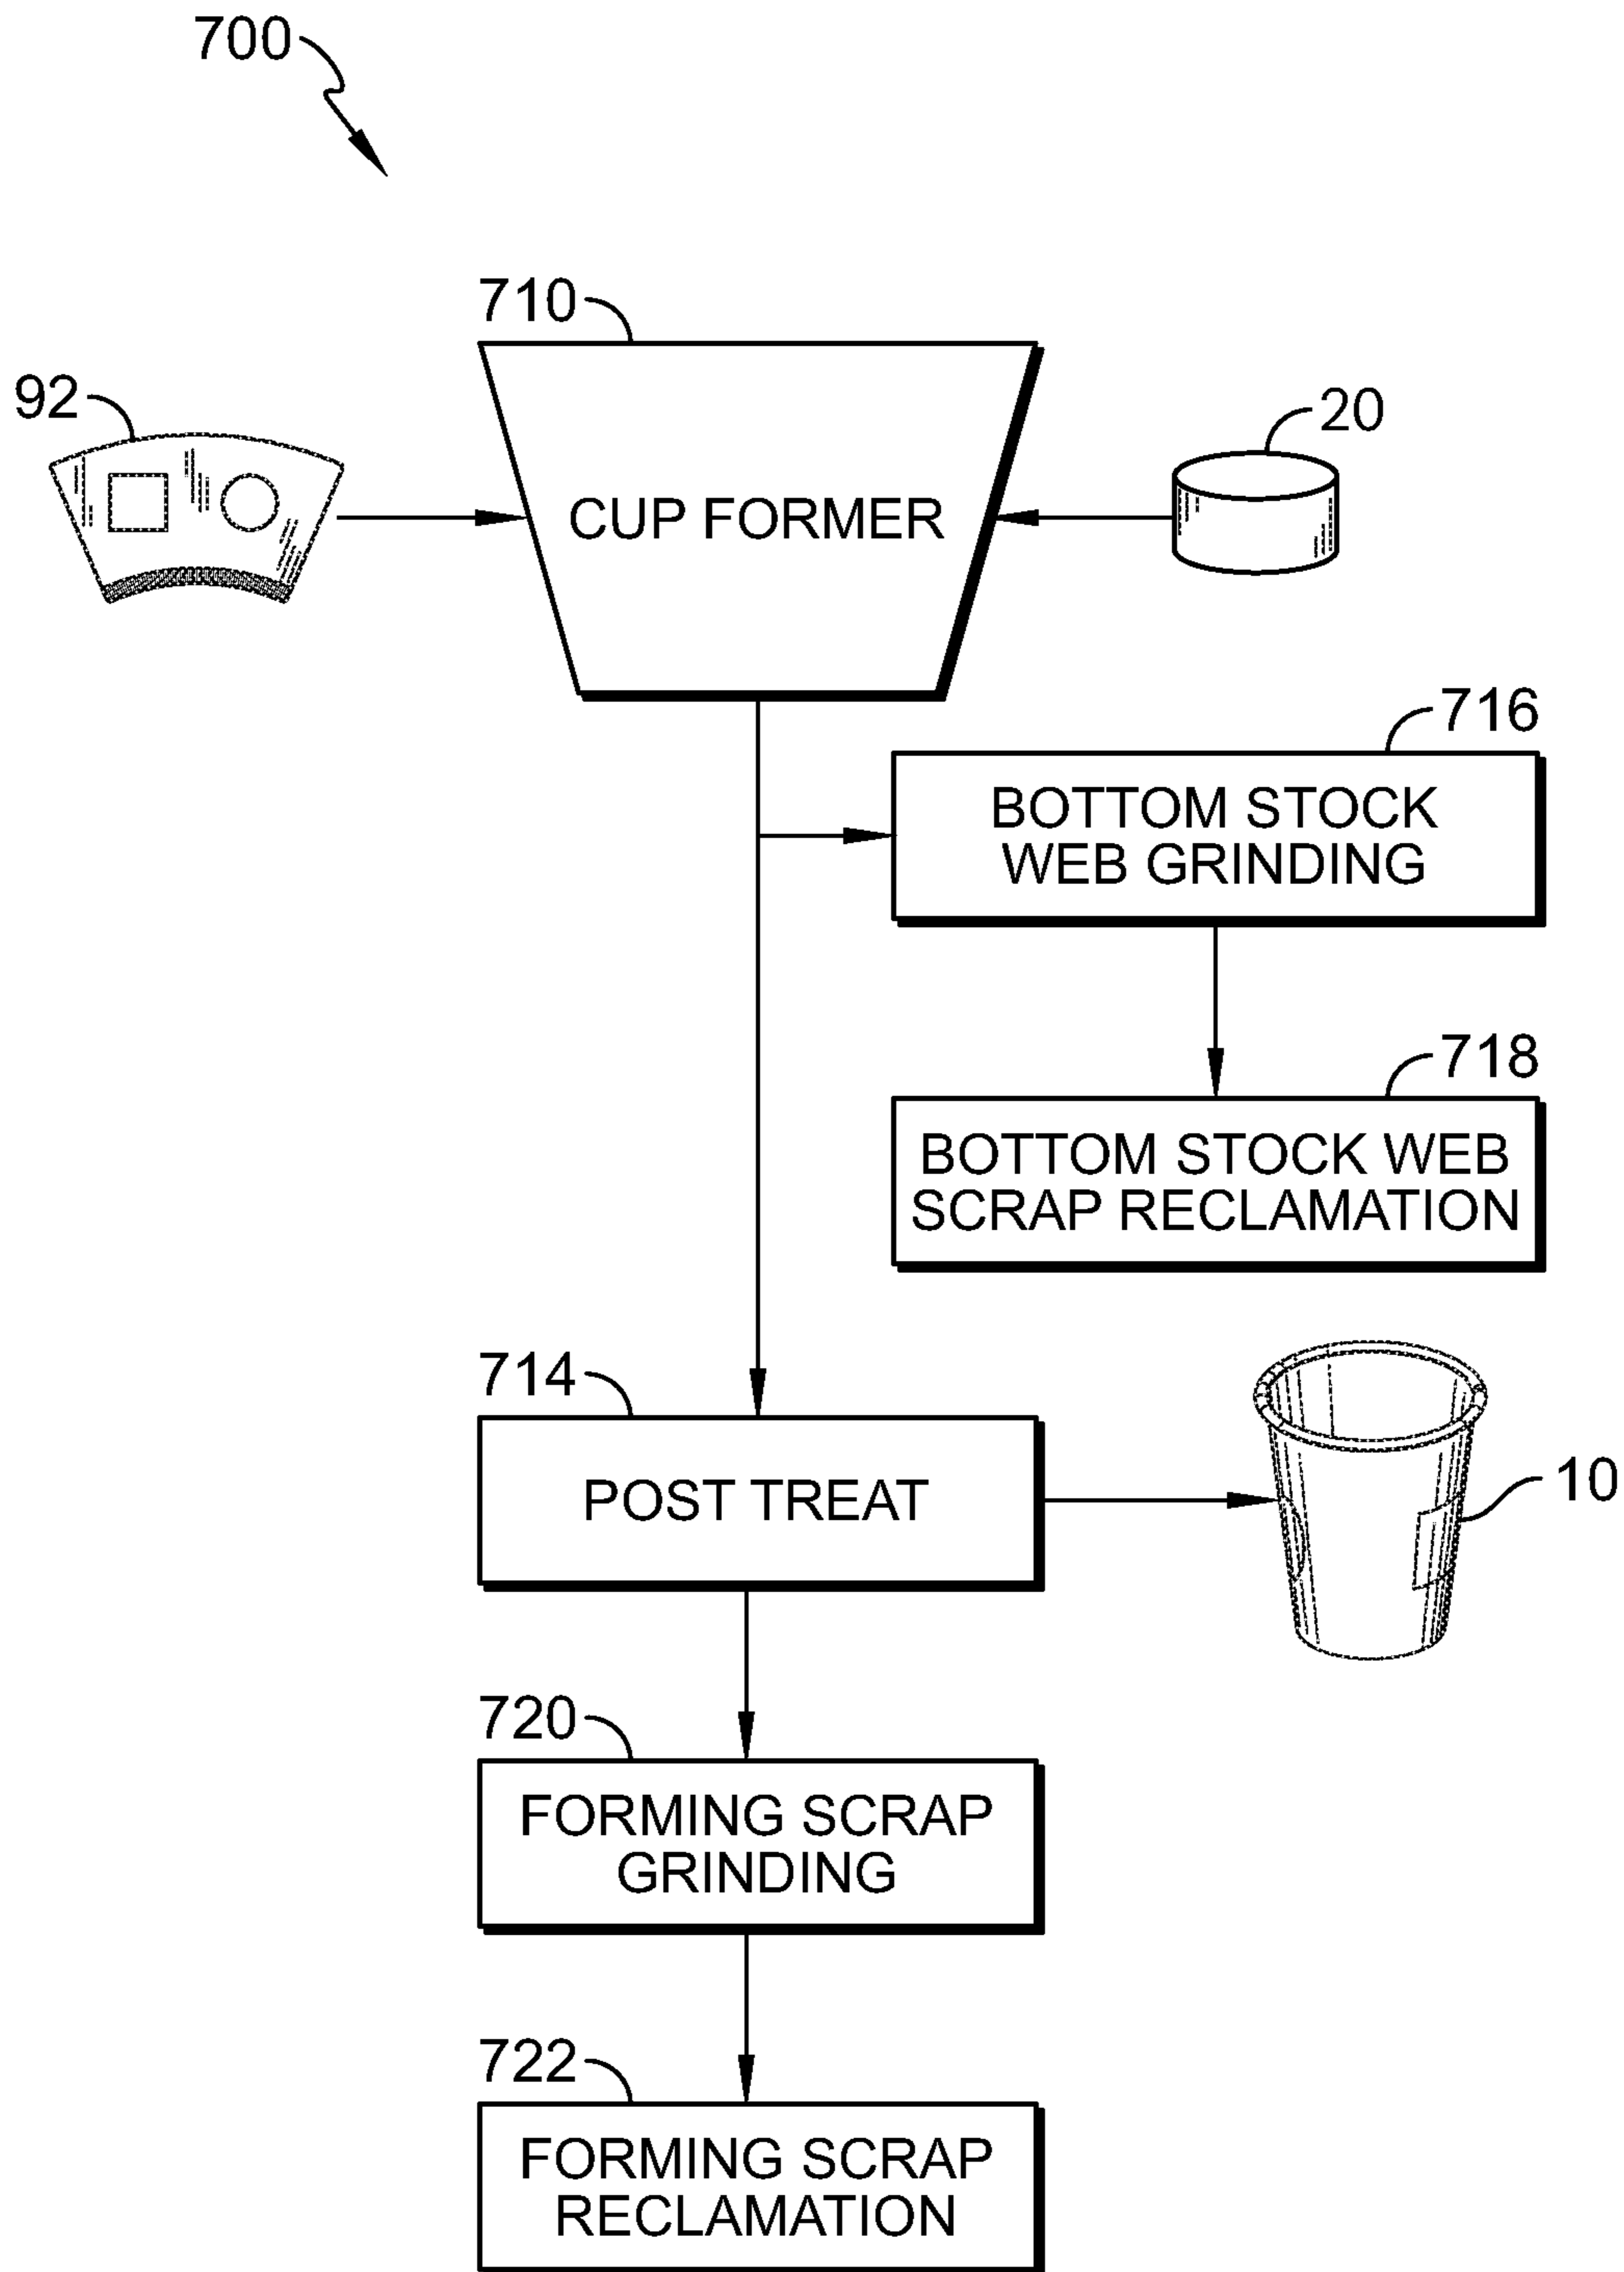 700
710
92
20
CUP FORMER
716
BOTTOM STOCK
WEB GRINDING
718
BOTTOM STOCK WEB
SCRAP RECLAMATION
714
POST TREAT
10
720
FORMING SCRAP
GRINDING
722
FORMING SCRAP
RECLAMATION